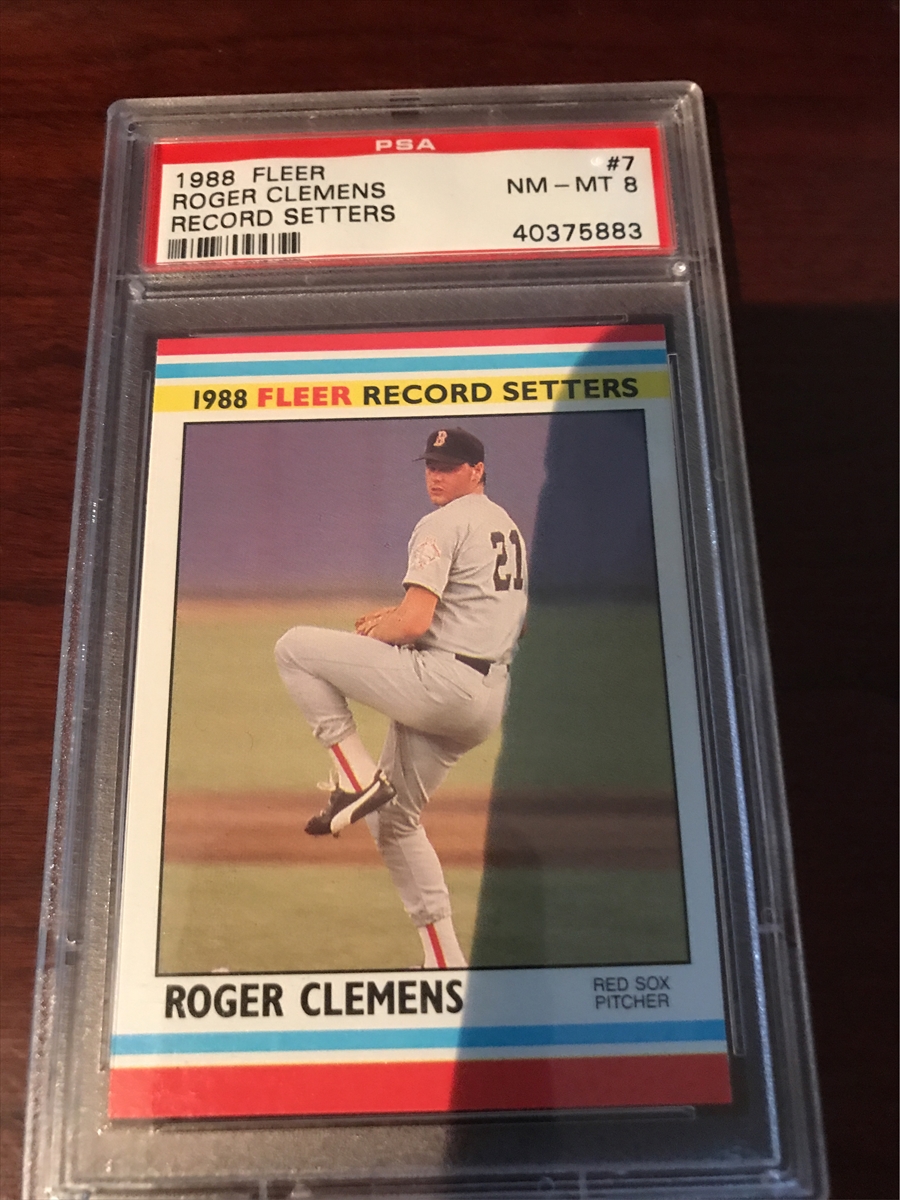 PSA
1988 FLEER #7
ROGER CLEMENS NM - MT 8
RECORD SETTERS
40375883
1988 FLEER RECORD SETTERS
B
21
ROGER CLEMENS
RED SOX
PITCHER